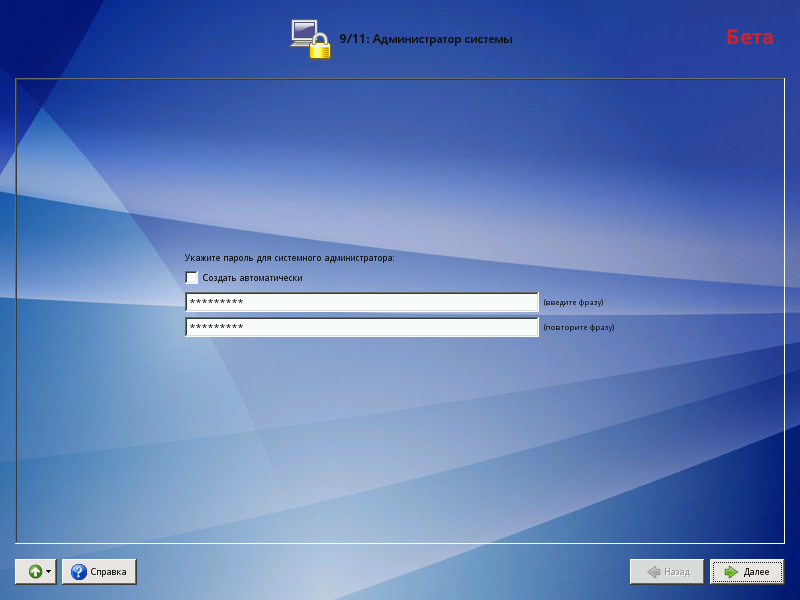 9/11: Администратор системы
Бета
Укажите пароль для системного администратора:
Создать автоматически
********* (введите фразу)
********* (повторите фразу)
Справка
Назад
Далее